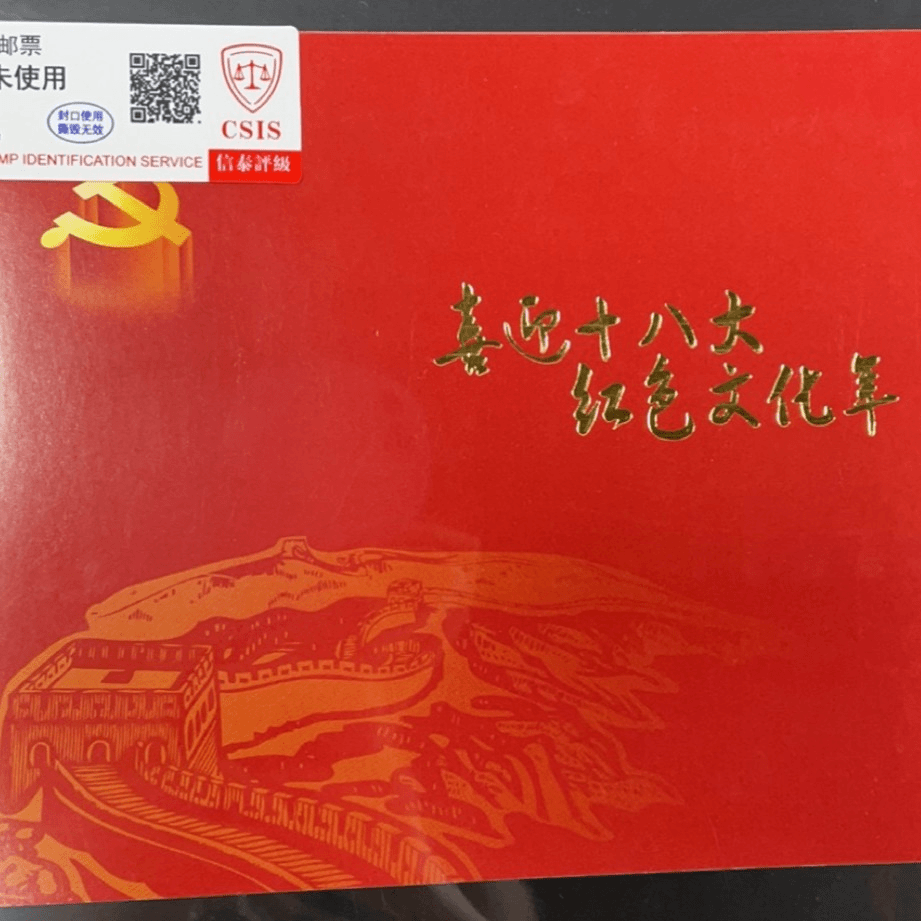 邮票
未使用
封口使用
撕毁无效
CSIS
MP IDENTIFICATION SERVICE
信泰評級
喜迎十八大
红色文化年